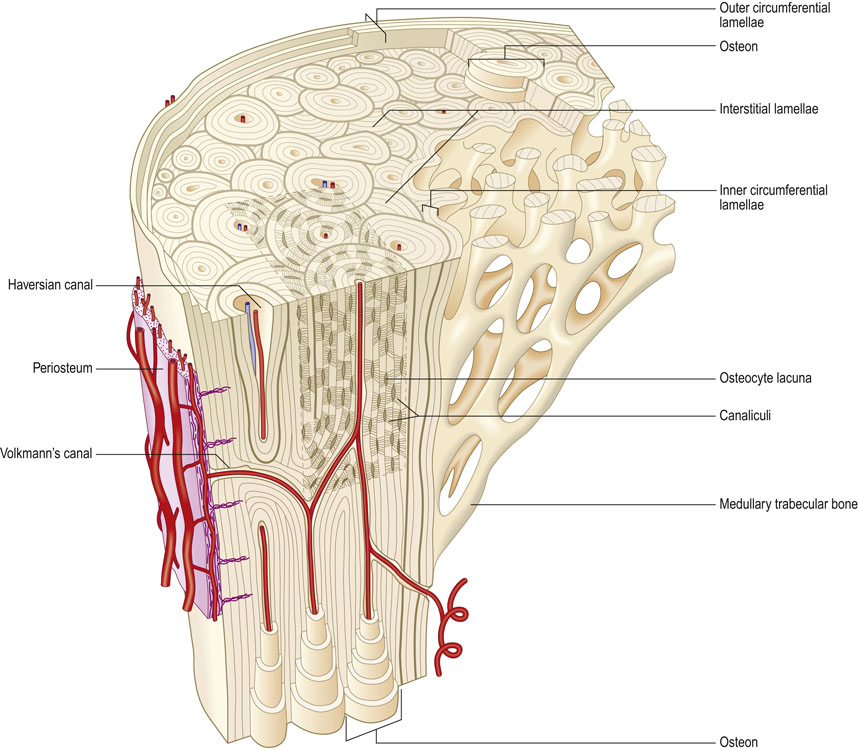 Outer circumferential
lamellae
Osteon
Interstitial lamellae
Inner circumferential
lamellae
Haversian canal
Periosteum
Osteocyte lacuna
Canaliculi
Volkmann's canal
Medullary trabecular bone
Osteon